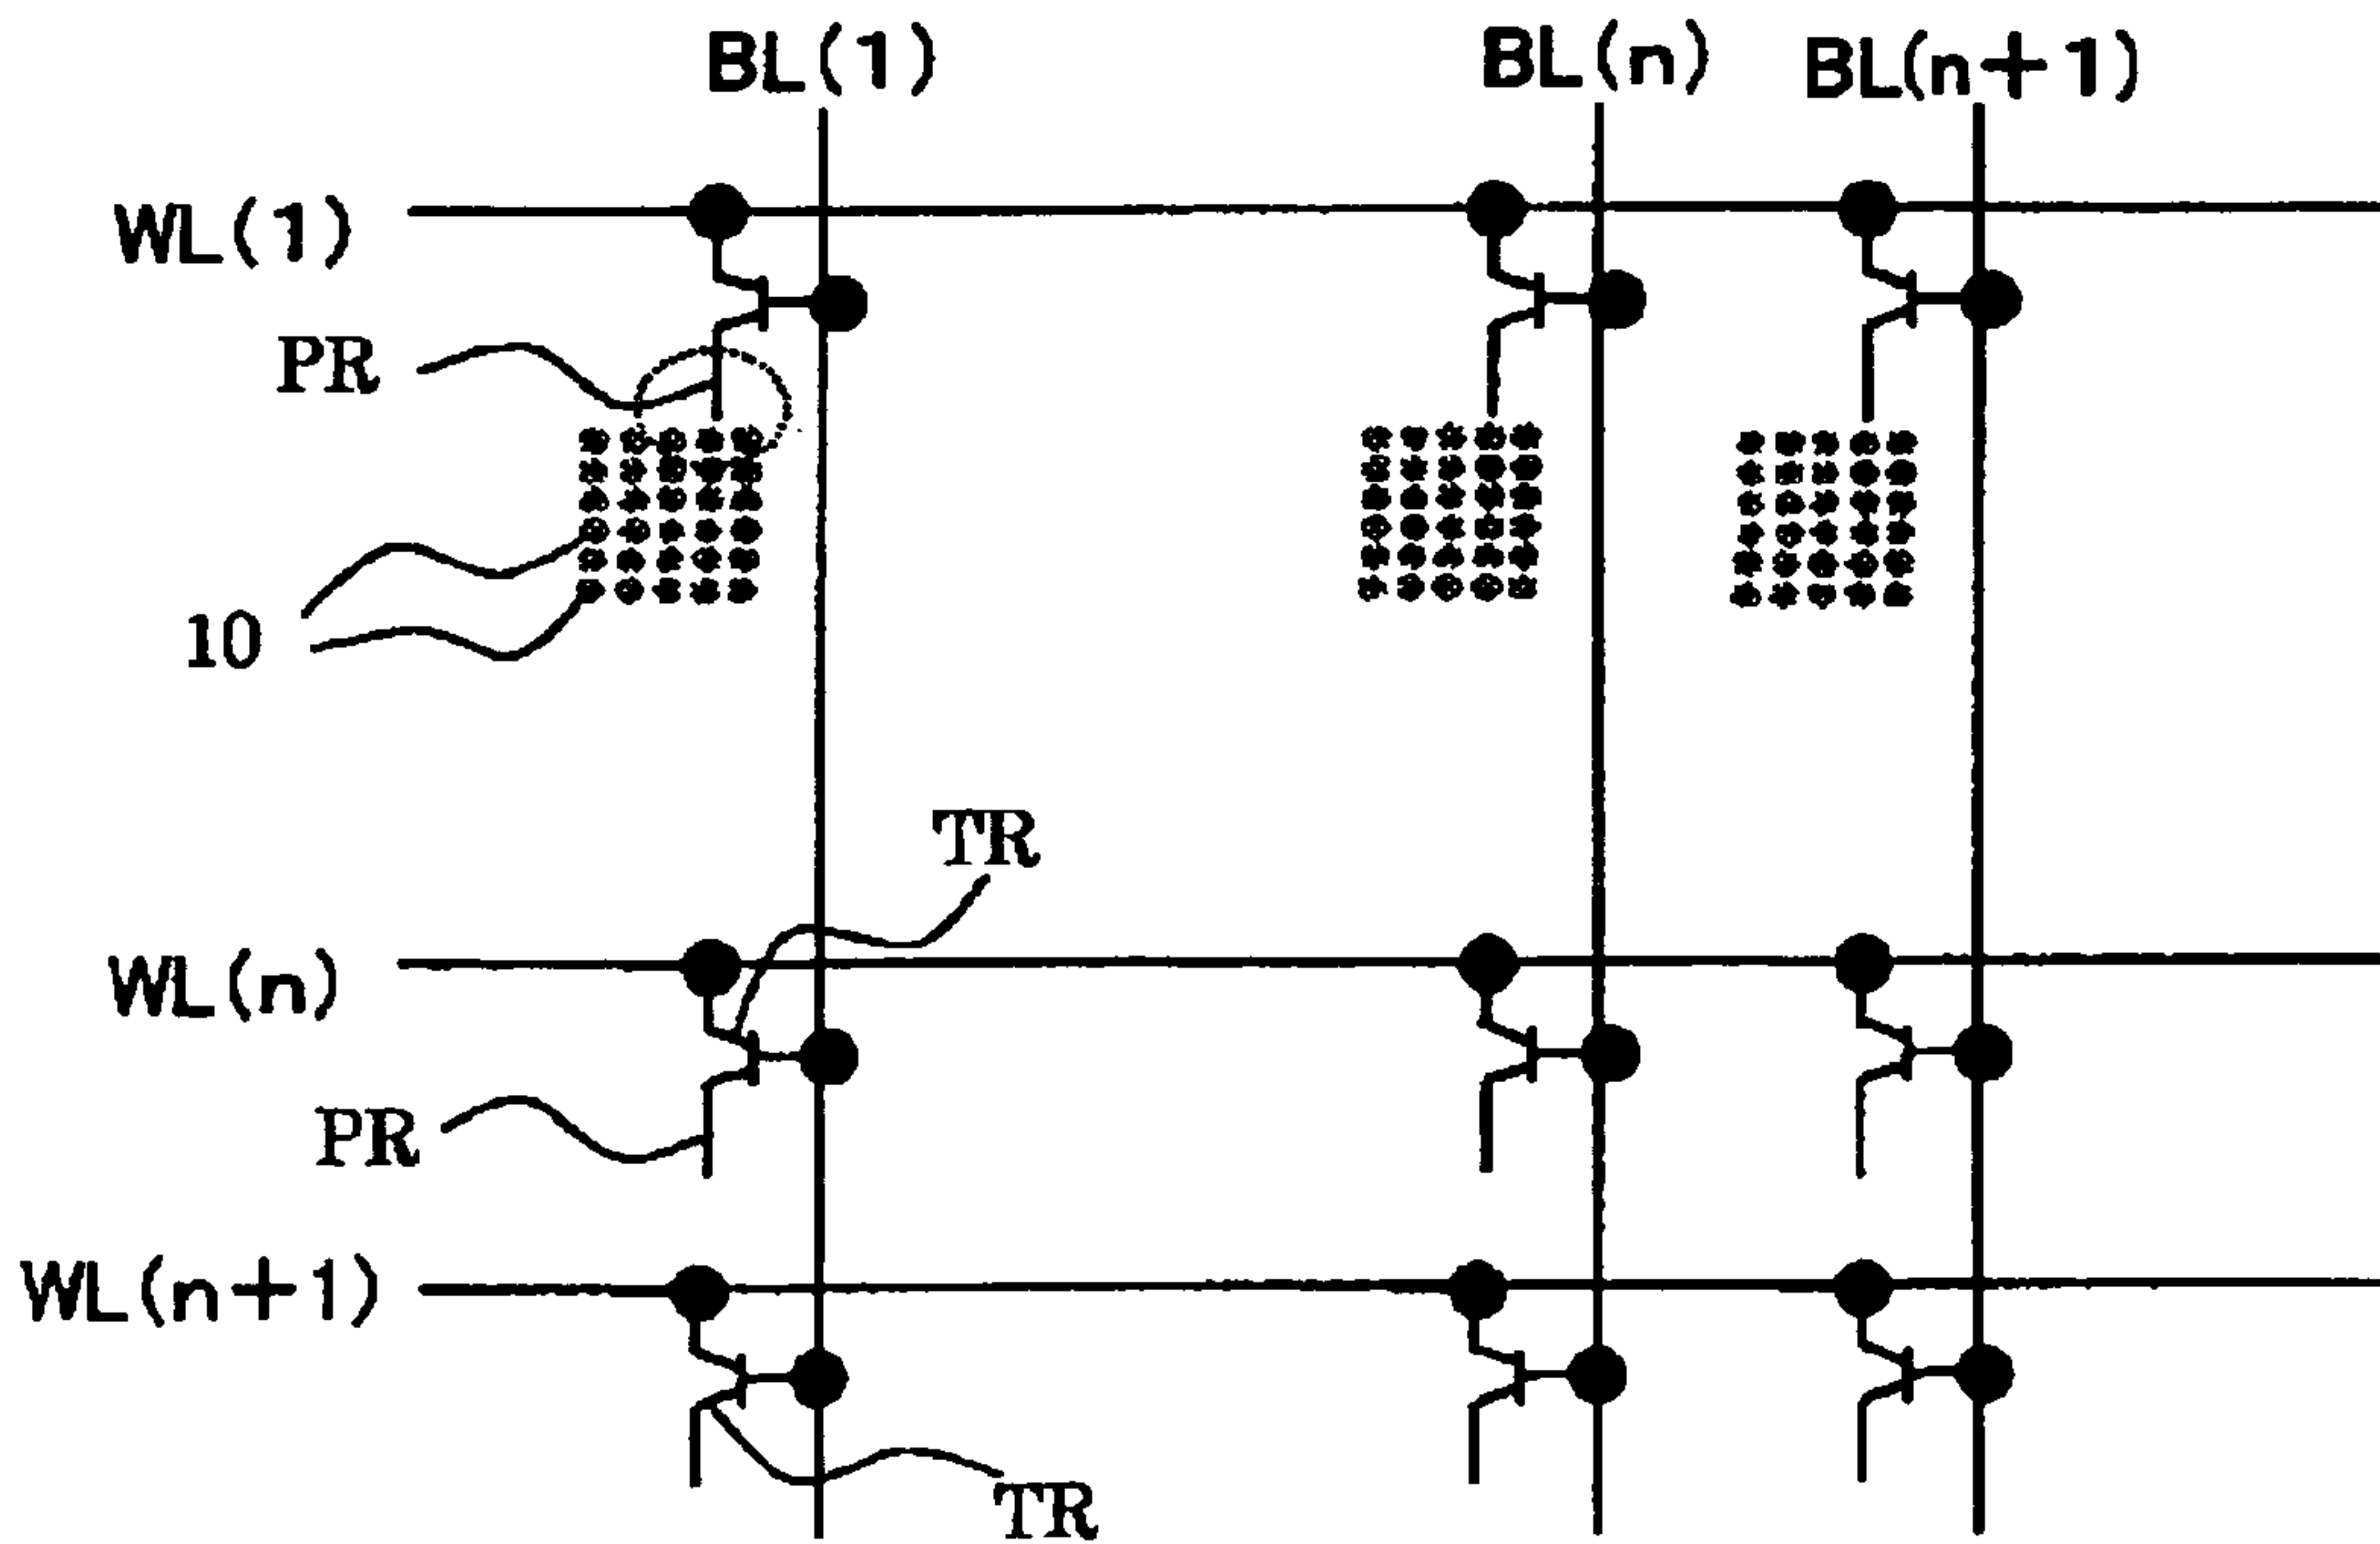 BL(1)
BL(n)
BL(n+1)
WL(1)
PR
10
TR
WL(n)
PR
WL(n+1)
TR